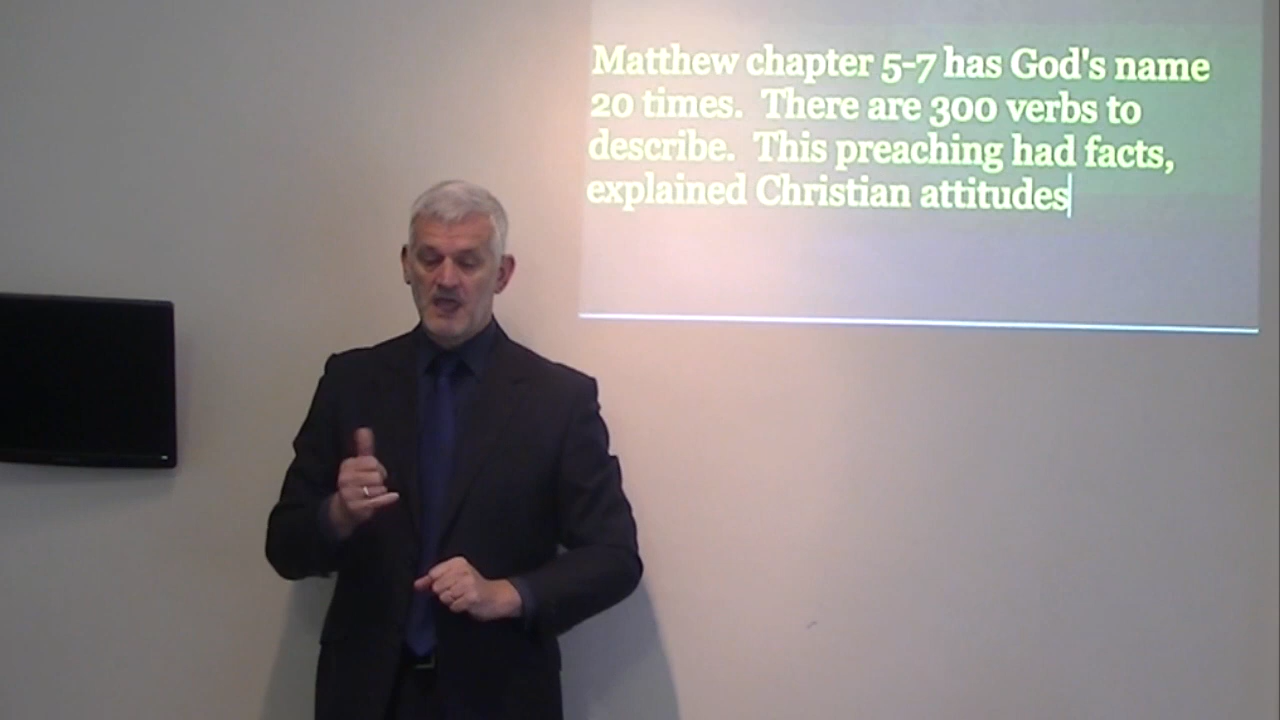 Matthew chapter 5-7 has God's name
20 times.  There are 300 verbs to
describe.  This preaching had facts,
explained Christian attitudes